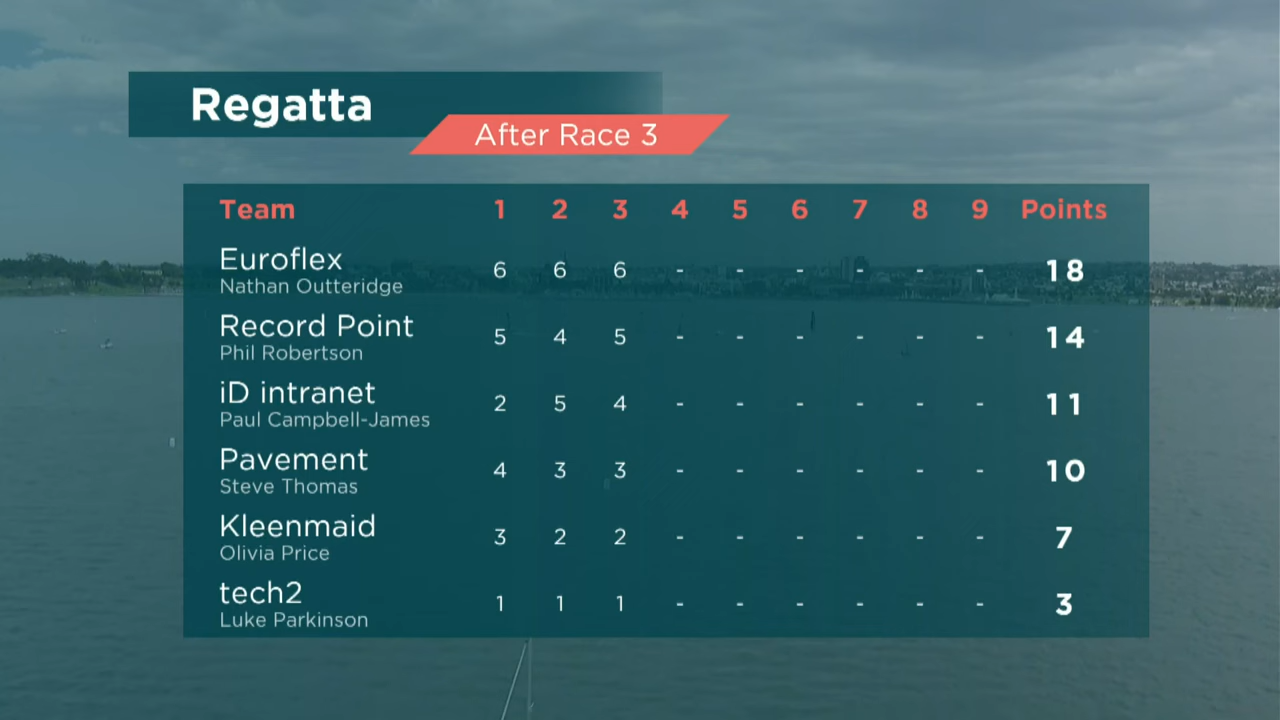 Regatta
After Race 3
Team 1 2 3 4 5 6 7 8 9 Points
Euroflex
Nathan Outteridge
6 6 6 - - - - - - 18
Record Point
Phil Robertson
5 4 5 - - - - - - 14
iD intranet
Paul Campbell-James
2 5 4 - - - - - - 11
Pavement
Steve Thomas
4 3 3 - - - - - - 10
Kleenmaid
Olivia Price
3 2 2 - - - - - - 7
tech2
Luke Parkinson
1 1 1 - - - - - - 3